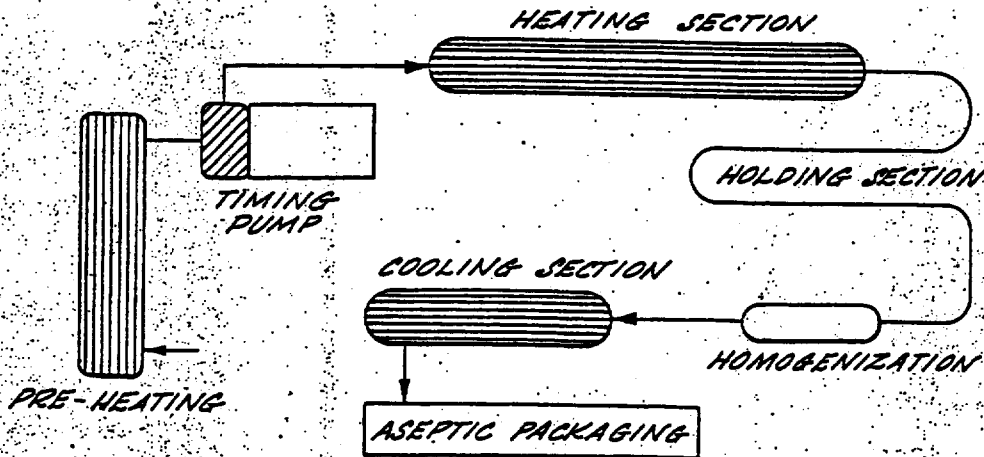 HEATING SECTION
TIMING
PUMP
HOLDING SECTION
COOLING SECTION
HOMOGENIZATION
PRE-HEATING
ASEPTIC PACKAGING